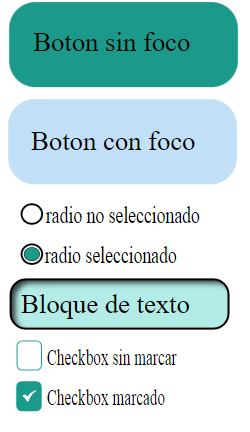 Boton sin foco
Boton con foco
radio no seleccionado
radio seleccionado
Bloque de texto
Checkbox sin marcar
Checkbox marcado